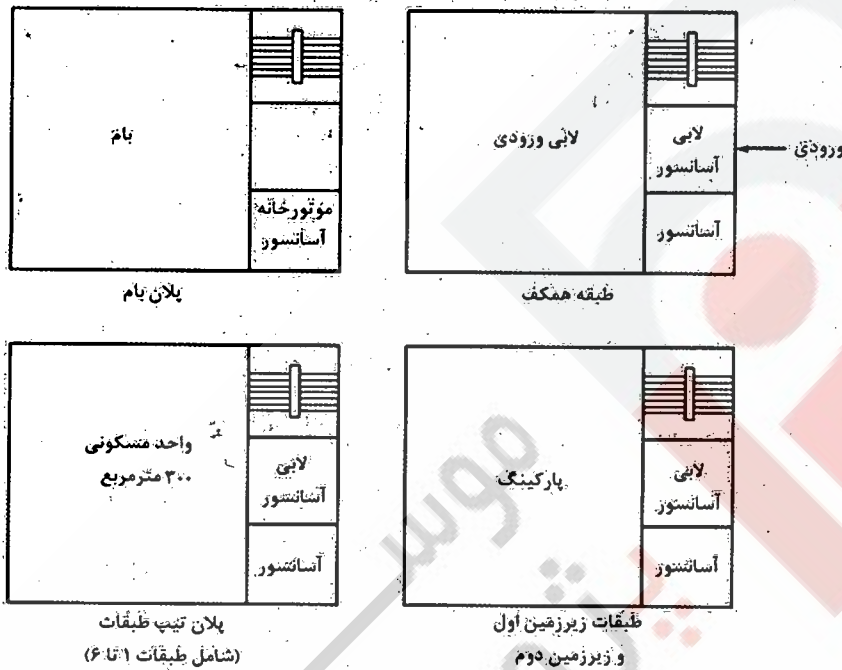 بام
موتورخانه
آسانسور
پلان بام
لابی ورودی
لابی
آسانسور
ورودی
آسانسور
طبقه همکف
واحد مسکونی
۳۰۰ مترمربع
لابی
آسانسور
آسانسور
پلان تیپ طبقات
(شامل طبقات ۱ تا ۶)
پارکینگ
لابی
آسانسور
آسانسور
طبقات زیرزمین اول
و زیرزمین دوم